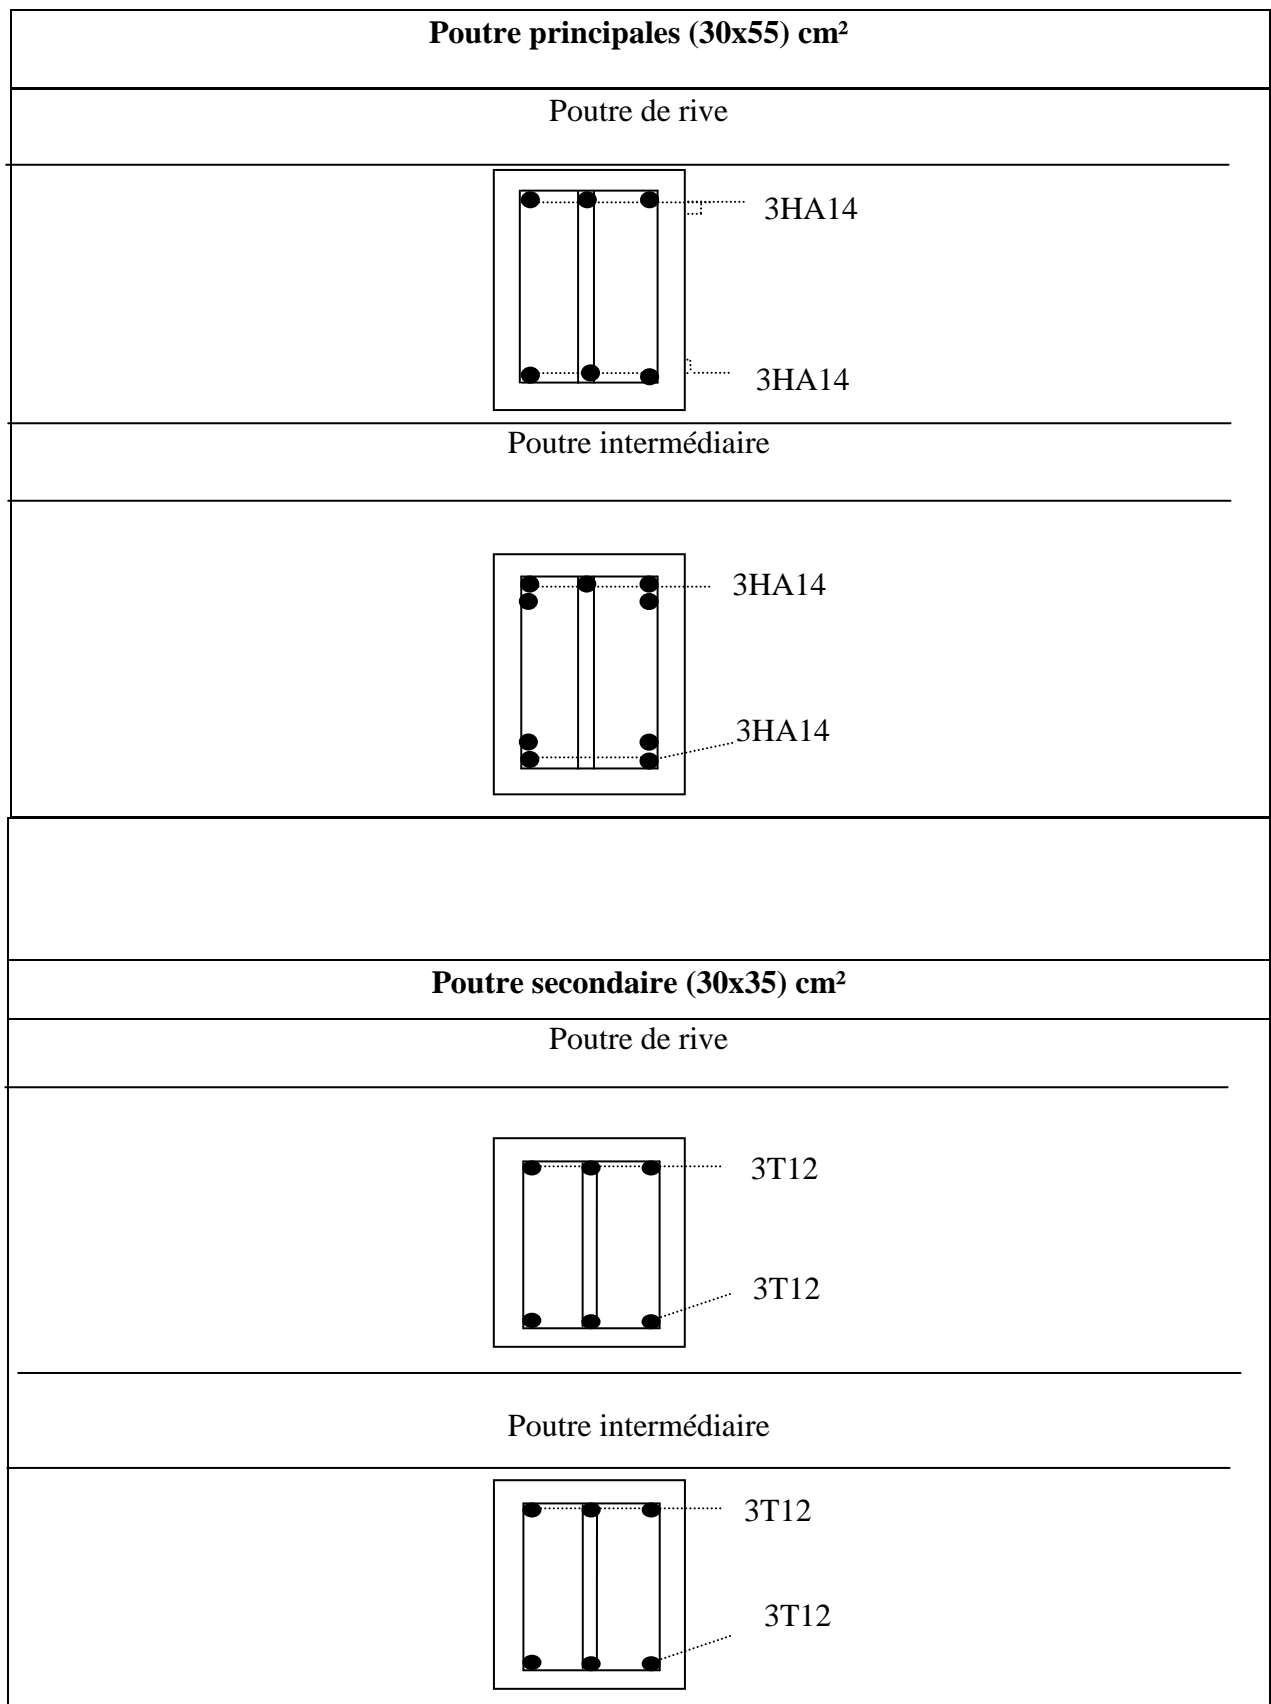 Poutre principales (30x55) cm²
Poutre de rive
3HA14
3HA14
Poutre intermédiaire
3HA14
3HA14
Poutre secondaire (30x35) cm²
Poutre de rive
3T12
3T12
Poutre intermédiaire
3T12
3T12